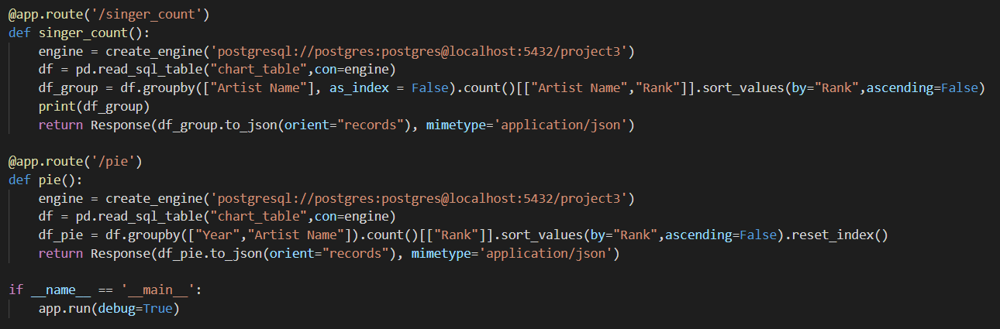 @app.route('/singer_count')
def singer_count():
    engine = create_engine('postgresql://postgres:postgres@localhost:5432/project3')
    df = pd.read_sql_table("chart_table",con=engine)
    df_group = df.groupby(["Artist Name"], as_index = False).count()[["Artist Name","Rank"]].sort_values(by="Rank",ascending=False)
    print(df_group)
    return Response(df_group.to_json(orient="records"), mimetype='application/json')

@app.route('/pie')
def pie():
    engine = create_engine('postgresql://postgres:postgres@localhost:5432/project3')
    df = pd.read_sql_table("chart_table",con=engine)
    df_pie = df.groupby(["Year","Artist Name"]).count()[["Rank"]].sort_values(by="Rank",ascending=False).reset_index()
    return Response(df_pie.to_json(orient="records"), mimetype='application/json')

if __name__ == '__main__':
    app.run(debug=True)